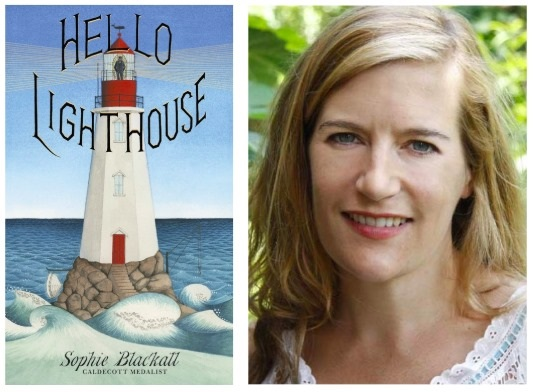 HELLO
LIGHTHOUSE
Sophie Blackall
CALDECOTT MEDALIST